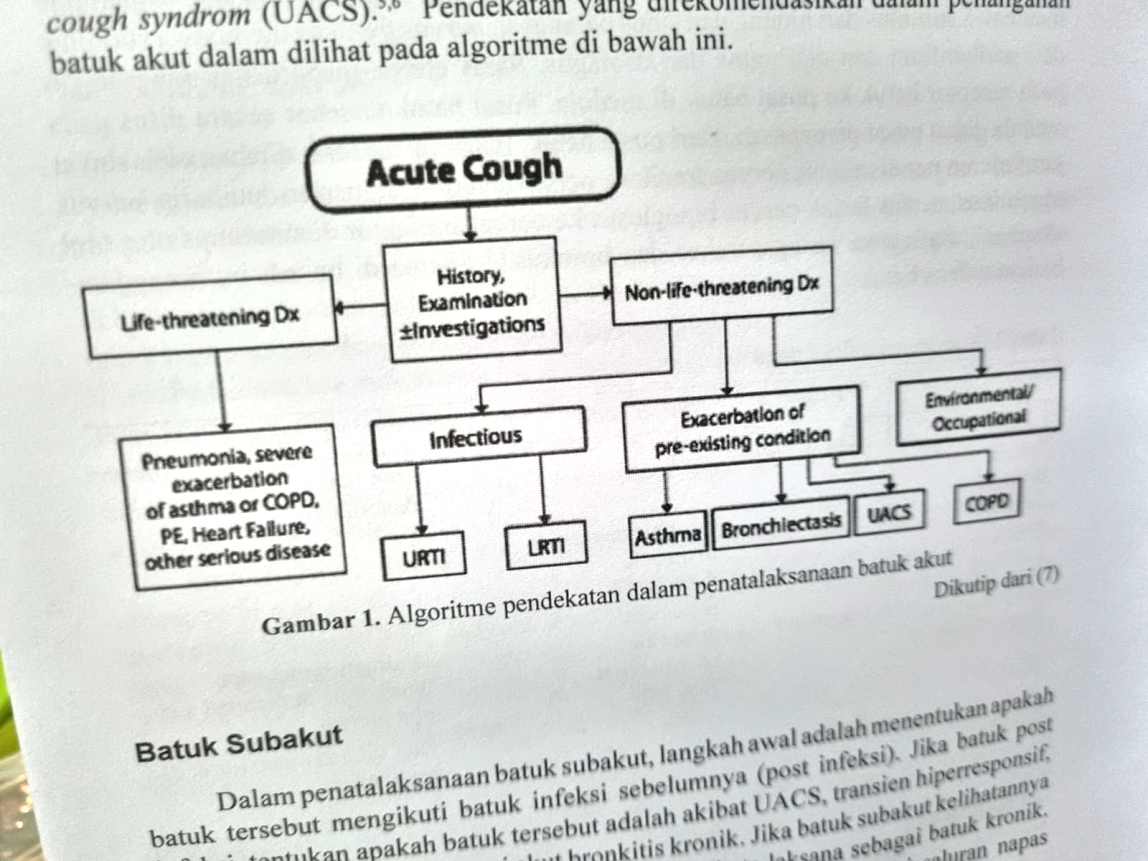 cough syndrom (UACS).5,6 Pendekatan yang direkomendasikan dalam penanganan
batuk akut dalam dilihat pada algoritme di bawah ini.
Acute Cough
History,
Examination
±Investigations
Life-threatening Dx
Non-life-threatening Dx
Pneumonia, severe
exacerbation
of asthma or COPD,
PE, Heart Failure,
other serious disease
Infectious
Exacerbation of
pre-existing condition
Environmental/
Occupational
URTI
LRTI
Asthma
Bronchiectasis
UACS
COPD
Gambar 1. Algoritme pendekatan dalam penatalaksanaan batuk akut
Dikutip dari (7)
Batuk Subakut
Dalam penatalaksanaan batuk subakut, langkah awal adalah menentukan apakah
batuk tersebut mengikuti batuk infeksi sebelumnya (post infeksi). Jika batuk post
tentukan apakah batuk tersebut adalah akibat UACS, transien hiperresponsif,
bronkitis kronik. Jika batuk subakut kelihatannya
sebagai batuk kronik.
napas